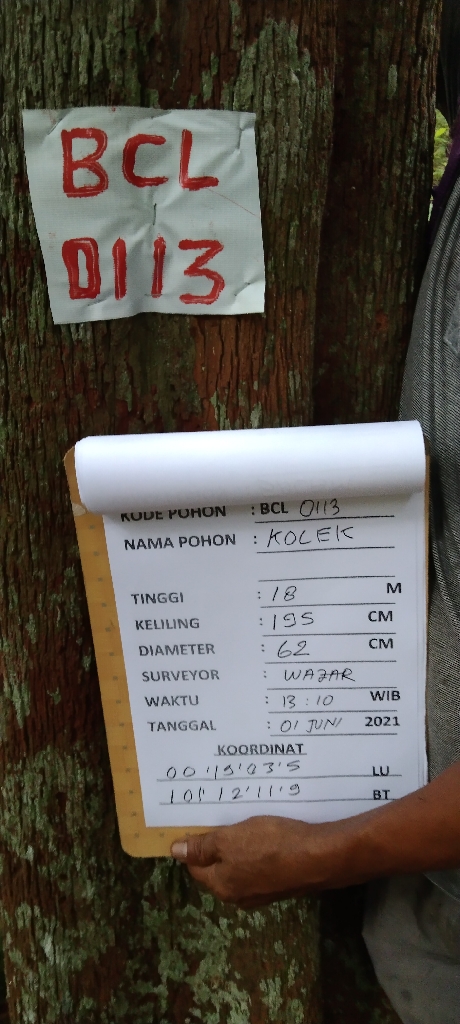 BCL
0113
KODE POHON : BCL 0113
NAMA POHON : KOLEK
TINGGI : 18 M
KELILING : 195 CM
DIAMETER : 62 CM
SURVEYOR : WAZAR
WAKTU : 13:10 WIB
TANGGAL : 01 JUNI 2021
KOORDINAT
00'19'03'5 LU
101'12'11'9 BT